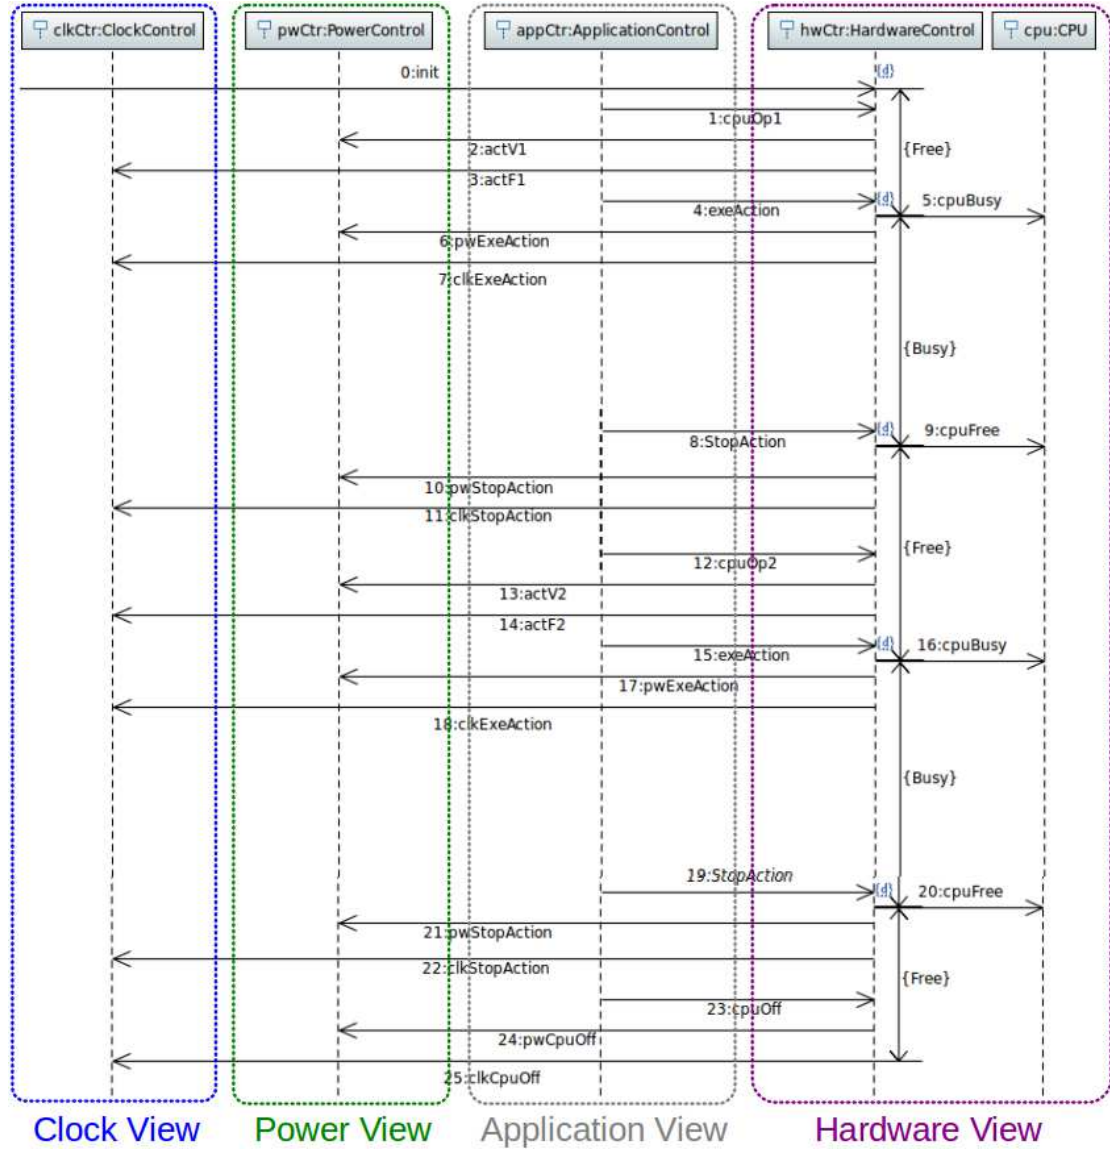 clkCtr:ClockControl
pwCtr:PowerControl
appCtr:ApplicationControl
hwCtr:HardwareControl
cpu:CPU
0:init
{d}
1:cpuOp1
2:actV1
{Free}
3:actF1
4:exeAction
{d}
5:cpuBusy
6:pwExeAction
7:clkExeAction
{Busy}
8:StopAction
{d}
9:cpuFree
10:pwStopAction
11:clkStopAction
{Free}
12:cpuOp2
13:actV2
14:actF2
15:exeAction
{d}
16:cpuBusy
17:pwExeAction
18:clkExeAction
{Busy}
19:StopAction
{d}
20:cpuFree
21:pwStopAction
22:clkStopAction
{Free}
23:cpuOff
24:pwCpuOff
25:clkCpuOff
Clock View
Power View
Application View
Hardware View